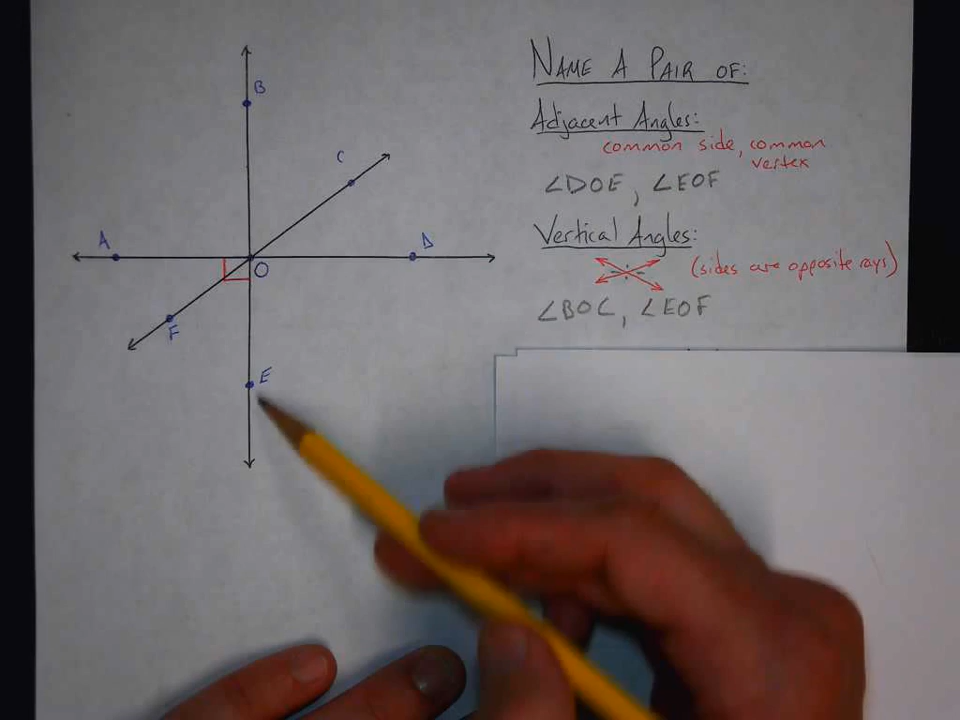 NAME A PAIR OF:
Adjacent Angles:
common side, common
vertex
∠DOE, ∠EOF
Vertical Angles:
(sides are opposite rays)
∠BOC, ∠EOF
B
C
A
D
O
F
E